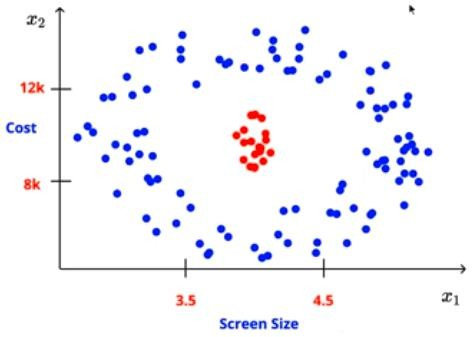 x₂
12k
Cost
8k
3.5
4.5
x₁
Screen Size